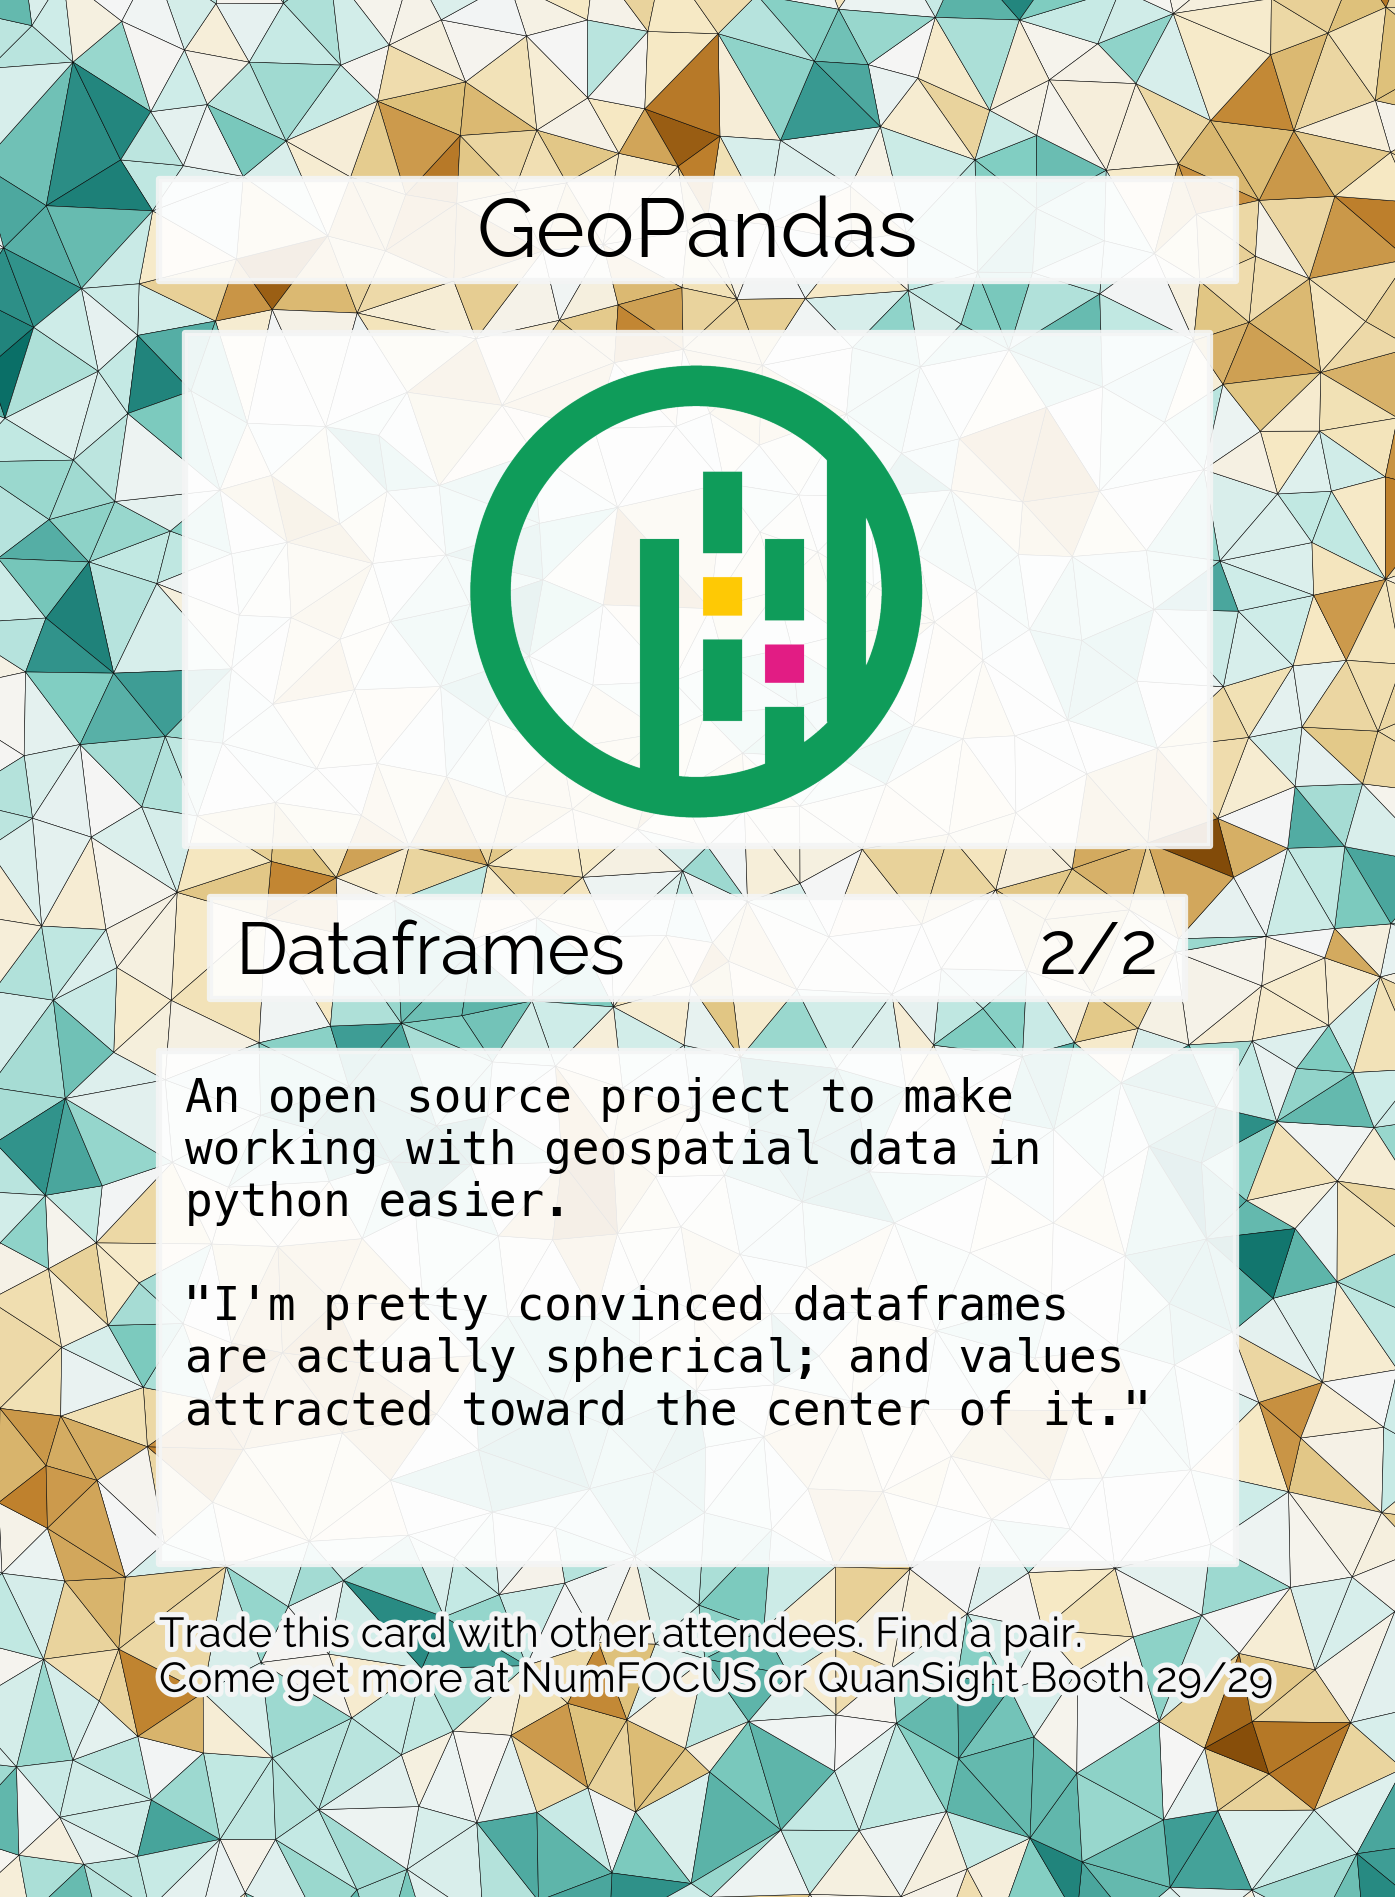 GeoPandas
Dataframes 2/2
An open source project to make
working with geospatial data in
python easier.
"I'm pretty convinced dataframes
are actually spherical; and values
attracted toward the center of it."
Trade this card with other attendees. Find a pair.
Come get more at NumFOCUS or QuanSight Booth 29/29